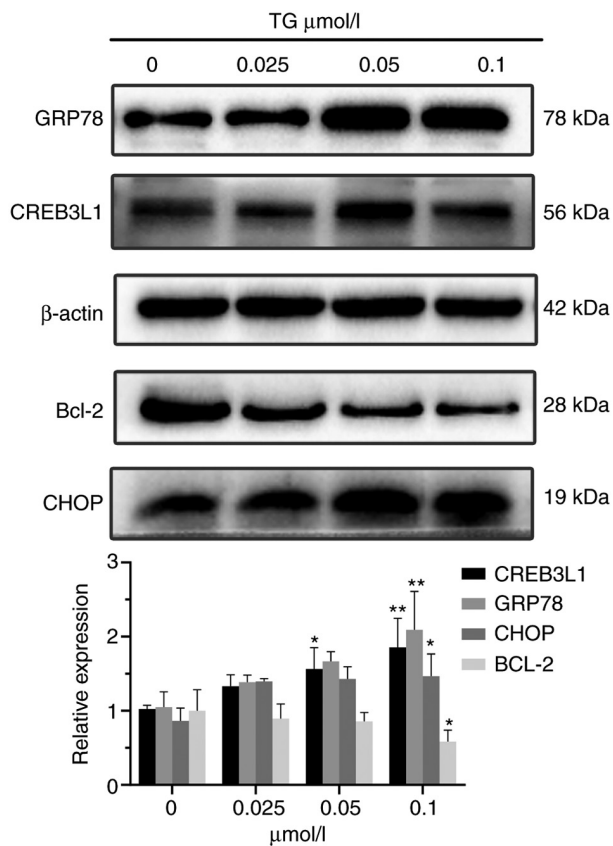 TG μmol/l
0 0.025 0.05 0.1
GRP78 78 kDa
CREB3L1 56 kDa
β-actin 42 kDa
Bcl-2 28 kDa
CHOP 19 kDa
Relative expression
3
2
1
0
* ** ** * *
CREB3L1
GRP78
CHOP
BCL-2
0 0.025 0.05 0.1
μmol/l